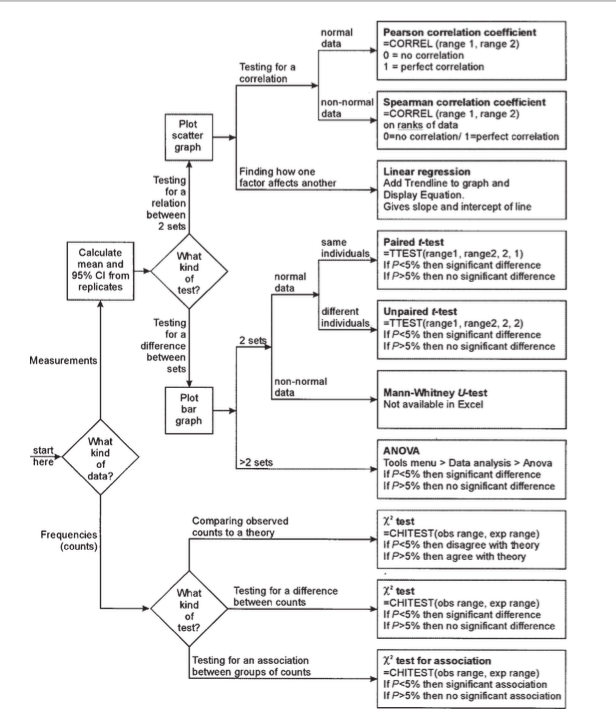 normal
data
Pearson correlation coefficient
=CORREL (range 1, range 2)
0 = no correlation
1 = perfect correlation
Testing for a
correlation
non-normal
data
Spearman correlation coefficient
=CORREL (range 1, range 2)
on ranks of data
0=no correlation/ 1=perfect correlation
Plot
scatter
graph
Finding how one
factor affects another
Linear regression
Add Trendline to graph and
Display Equation.
Gives slope and intercept of line
Testing
for a
relation
between
2 sets
Calculate
mean and
95% CI from
replicates
What
kind
of
test?
same
individuals
Paired t-test
=TTEST(range1, range2, 2, 1)
If P<5% then significant difference
If P>5% then no significant difference
normal
data
different
individuals
Unpaired t-test
=TTEST(range1, range2, 2, 2)
If P<5% then significant difference
If P>5% then no significant difference
Testing
for a
difference
between
sets
2 sets
Measurements
non-normal
data
Mann-Whitney U-test
Not available in Excel
Plot
bar
graph
>2 sets
ANOVA
Tools menu > Data analysis > Anova
If P<5% then significant difference
If P>5% then no significant difference
start
here
What
kind
of
data?
Frequencies
(counts)
Comparing observed
counts to a theory
χ² test
=CHITEST(obs range, exp range)
If P<5% then disagree with theory
If P>5% then agree with theory
What
kind
of
test?
Testing for a difference
between counts
χ² test
=CHITEST(obs range, exp range)
If P<5% then significant difference
If P>5% then no significant difference
Testing for an association
between groups of counts
χ² test for association
=CHITEST(obs range, exp range)
If P<5% then significant association
If P>5% then no significant association